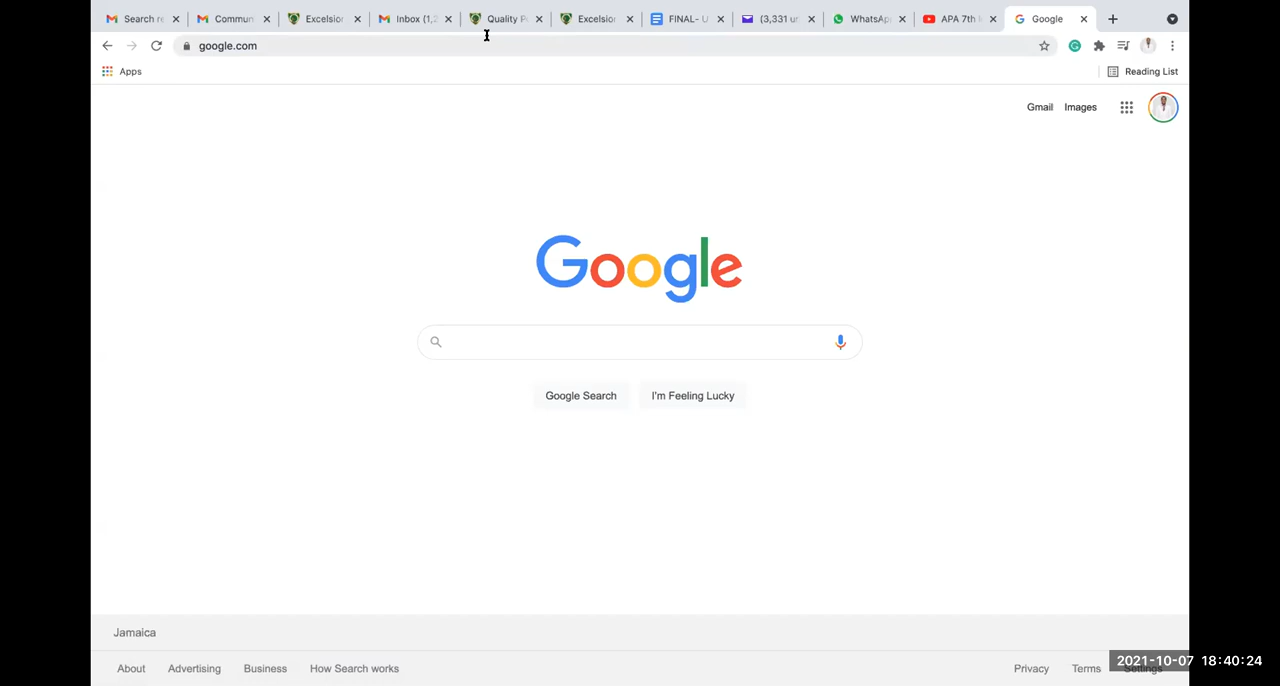 Search re
Commun
Excelsior
Inbox (1,2
Quality P
Excelsior
FINAL- U
(3,331 u
WhatsAp
APA 7th
Google
google.com
Apps
Reading List
Gmail
Images
Google
Google Search
I'm Feeling Lucky
Jamaica
About
Advertising
Business
How Search works
Privacy
Terms
Settings
2021-10-07 18:40:24